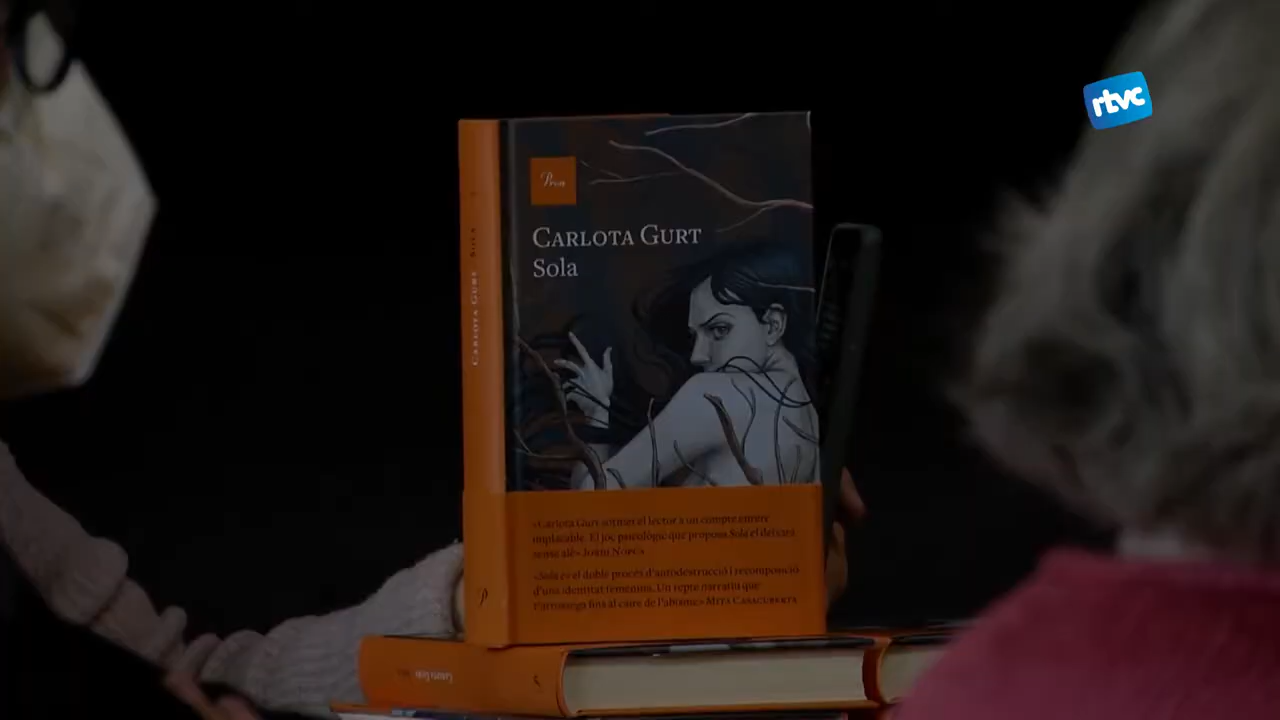 rtvc
Proa
CARLOTA GURT
Sola
CARLOTA GURT SOLA
«Carlota Gurt sotmet el lector a un compte enrere
implacable. El joc psicològic que proposa Sola el deixarà
sense alè» JORDI NOPCA
«Sola és el doble procés d'autodestrucció i recomposició
d'una identitat femenina. Un repte narratiu que
t'arrossega fins al caire de l'abisme» MITA CASACUBERTA
P